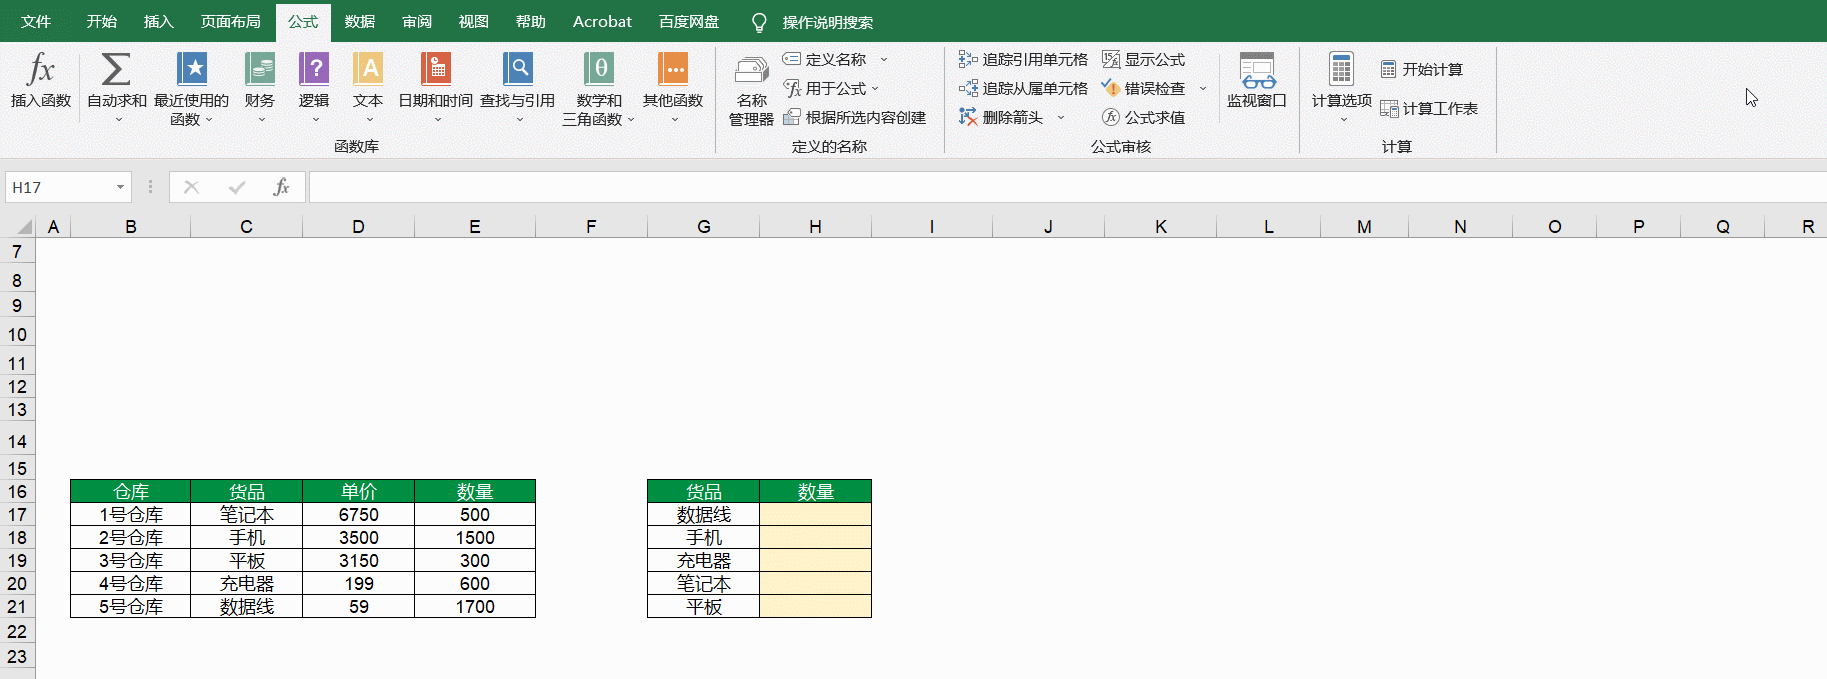 文件 开始 插入 页面布局 公式 数据 审阅 视图 帮助 Acrobat 百度网盘 操作说明搜索
fx 插入函数
自动求和
最近使用的
函数
财务
? 逻辑
A 文本
日期和时间
查找与引用
θ 数学和
三角函数
其他函数
函数库
名称
管理器
定义名称
用于公式
根据所选内容创建
定义的名称
追踪引用单元格
追踪从属单元格
删除箭头
显示公式
错误检查
公式求值
公式审核
监视窗口
计算选项
开始计算
计算工作表
计算
H17 fx
A B C D E F G H I J K L M N O P Q R
7
8
9
10
11
12
13
14
15
16 仓库 货品 单价 数量 货品 数量
17 1号仓库 笔记本 6750 500 数据线
18 2号仓库 手机 3500 1500 手机
19 3号仓库 平板 3150 300 充电器
20 4号仓库 充电器 199 600 笔记本
21 5号仓库 数据线 59 1700 平板
22
23